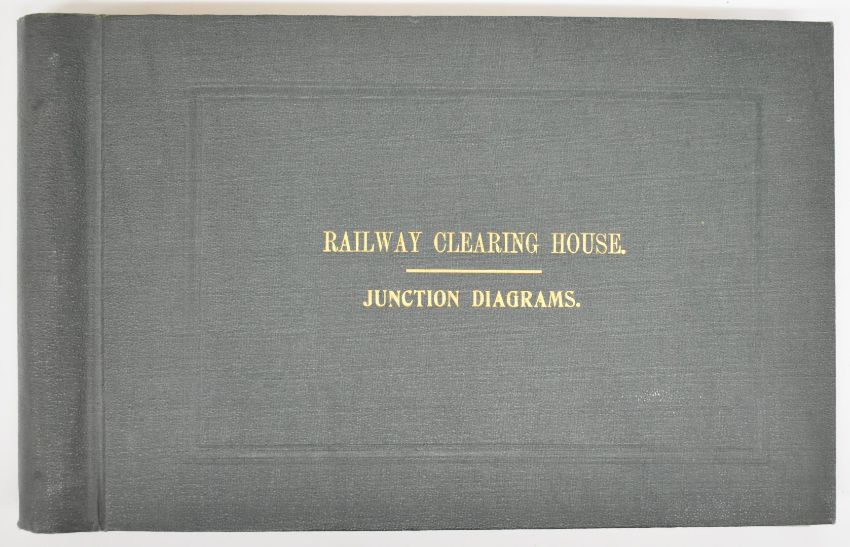 RAILWAY CLEARING HOUSE.
JUNCTION DIAGRAMS.